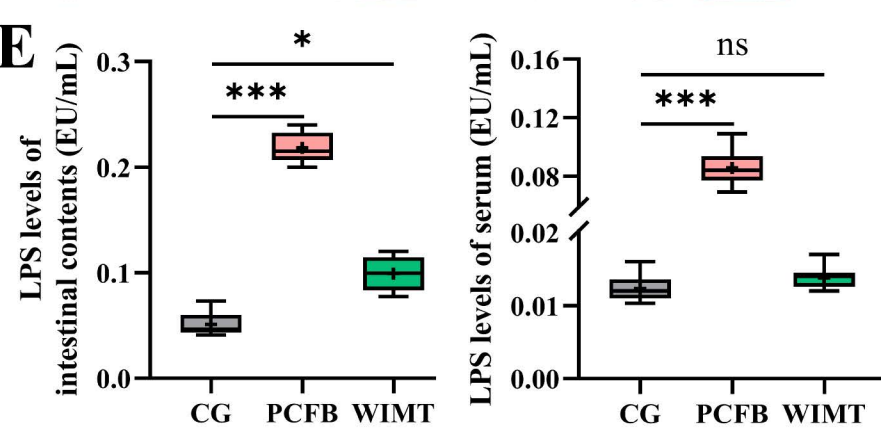 E
LPS levels of
intestinal contents (EU/mL)
0.3
0.2
0.1
0.0
*
***
CG PCFB WIMT
LPS levels of serum (EU/mL)
0.16
0.12
0.08
0.02
0.01
0.00
ns
***
CG PCFB WIMT